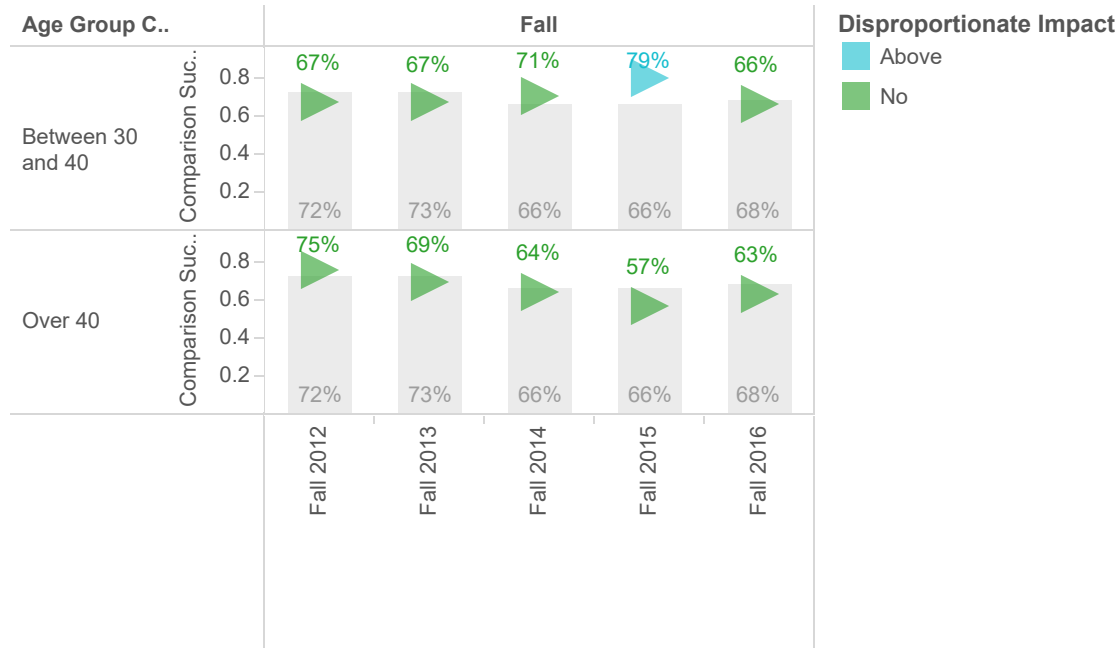 Age Group C..
Fall
Disproportionate Impact
Above
No
Between 30
and 40
Comparison Suc..
0.8
0.6
0.4
0.2
67%
67%
71%
79%
66%
72%
73%
66%
66%
68%
Over 40
Comparison Suc..
0.8
0.6
0.4
0.2
75%
69%
64%
57%
63%
72%
73%
66%
66%
68%
Fall 2012
Fall 2013
Fall 2014
Fall 2015
Fall 2016